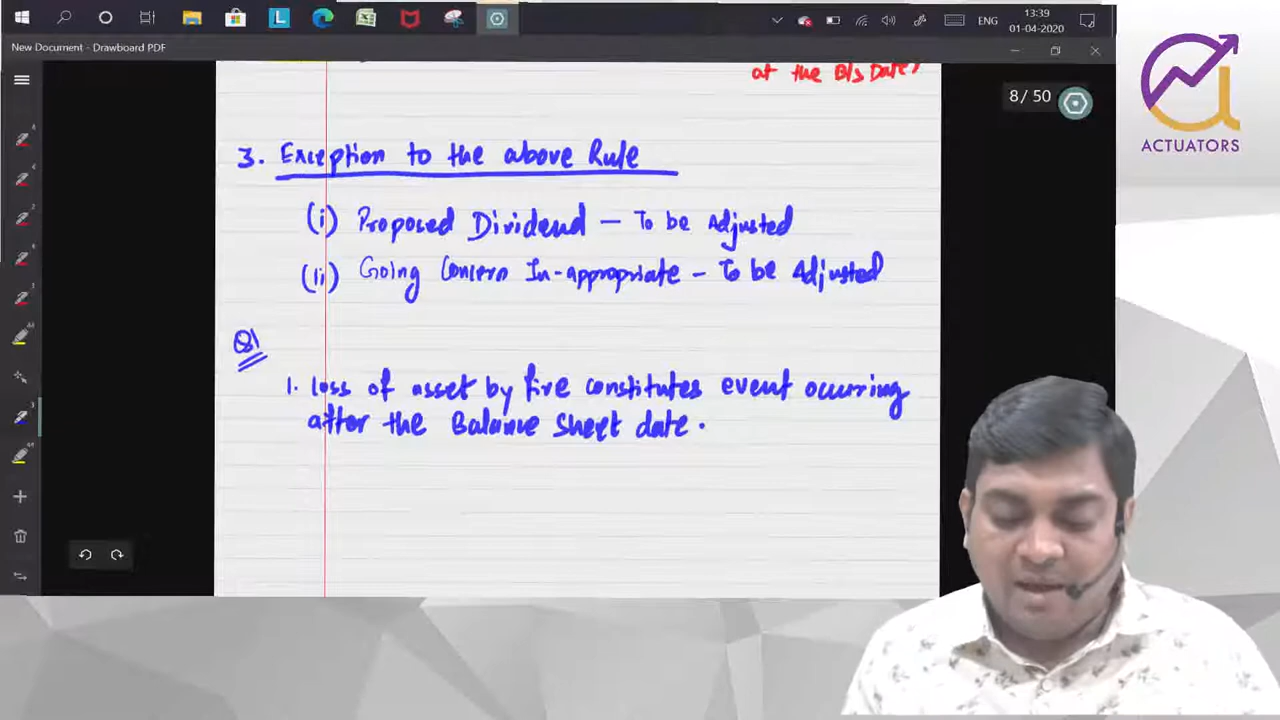 13:39
ENG
01-04-2020
New Document - Drawboard PDF
at the B/s Date?
8/ 50
ACTUATORS
3. Exception to the above Rule
(i) Proposed Dividend – To be Adjusted
(ii) Going Concern In-appropriate – To be Adjusted
Q1
1. loss of asset by fire constitutes event ocurring
after the Balance Sheet date.